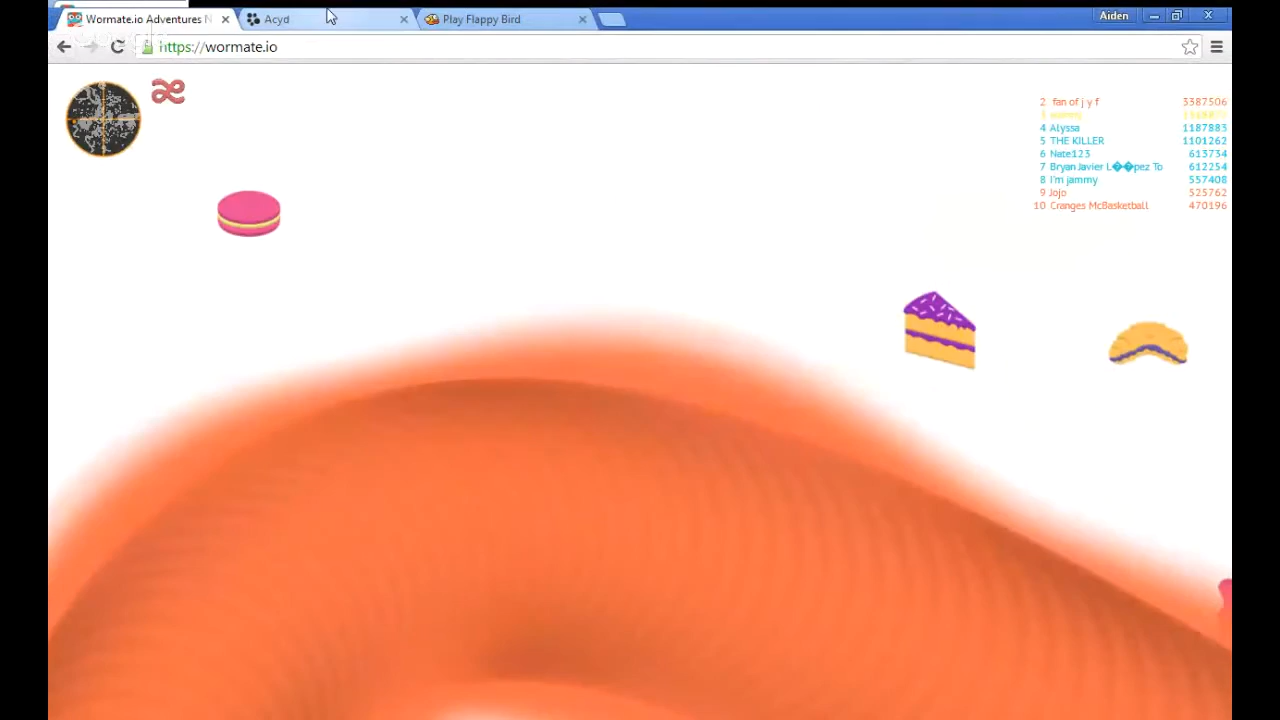 Wormate.io Adventures N
Acyd
Play Flappy Bird
Aiden
https://wormate.io
2 fan of j y f 3387506
3
4 Alyssa 1187883
5 THE KILLER 1101262
6 Nate123 613734
7 Bryan Javier L��pez To 612254
8 I'm jammy 557408
9 Jojo 525762
10 Cranges McBasketball 470196